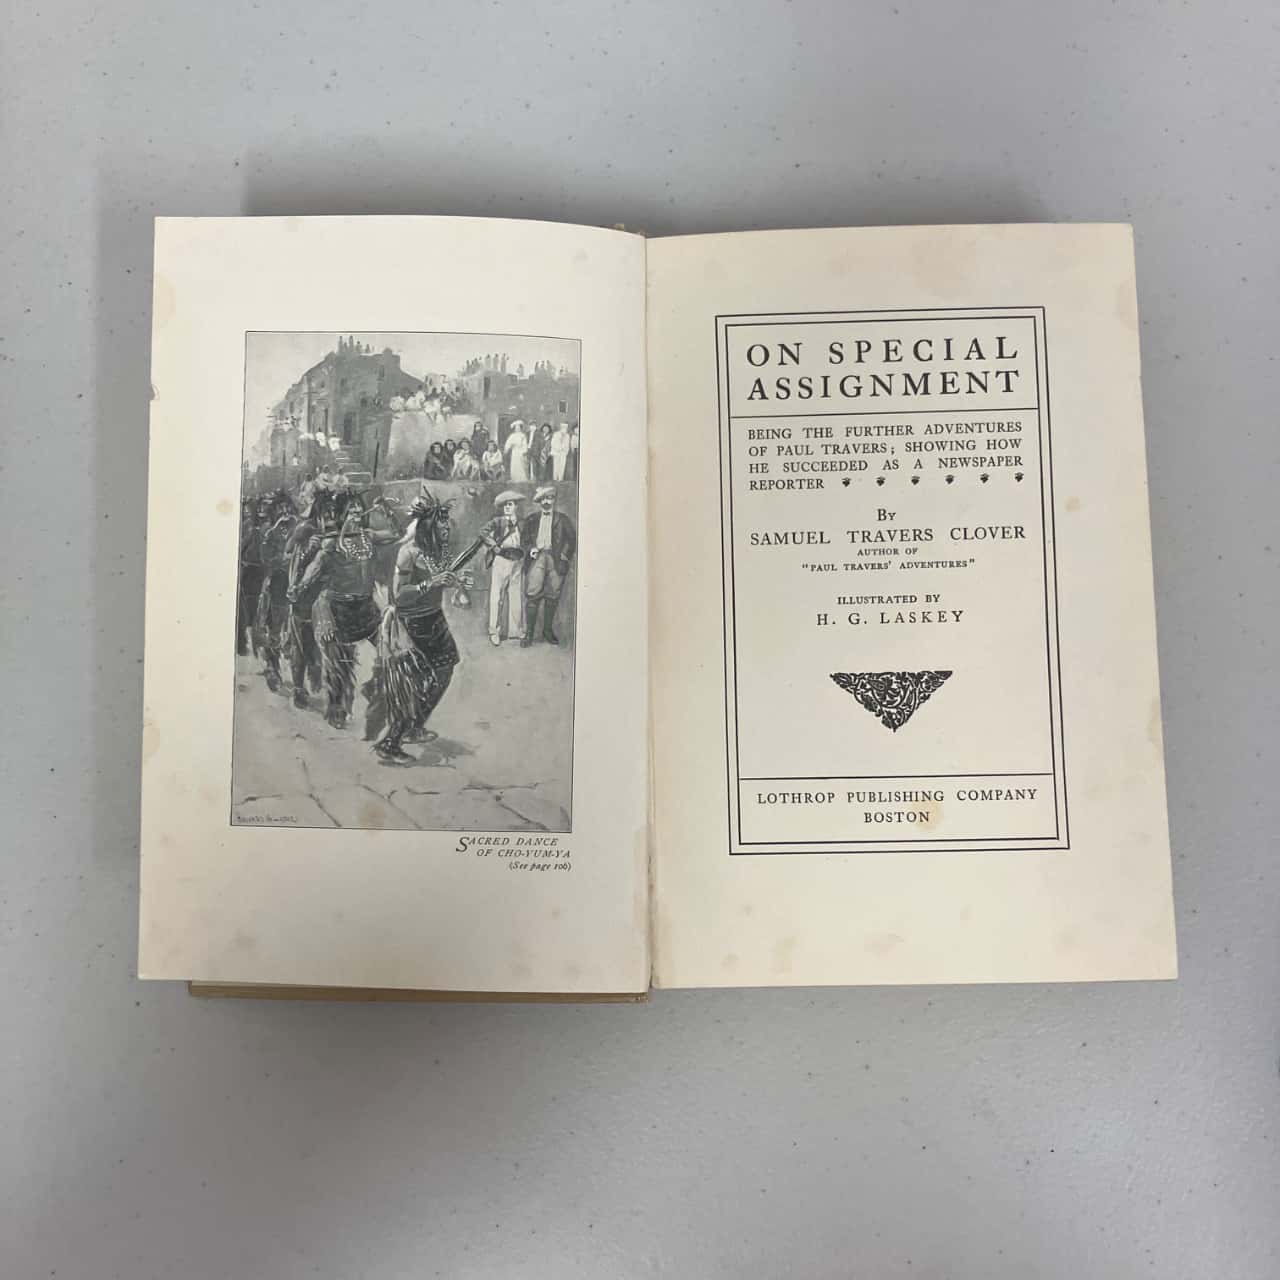 SACRED DANCE
OF CHO-YUM-YA
(See page 106)
ON SPECIAL
ASSIGNMENT
BEING THE FURTHER ADVENTURES
OF PAUL TRAVERS; SHOWING HOW
HE SUCCEEDED AS A NEWSPAPER
REPORTER
BY
SAMUEL TRAVERS CLOVER
AUTHOR OF
"PAUL TRAVERS' ADVENTURES"
ILLUSTRATED BY
H. G. LASKEY
LOTHROP PUBLISHING COMPANY
BOSTON